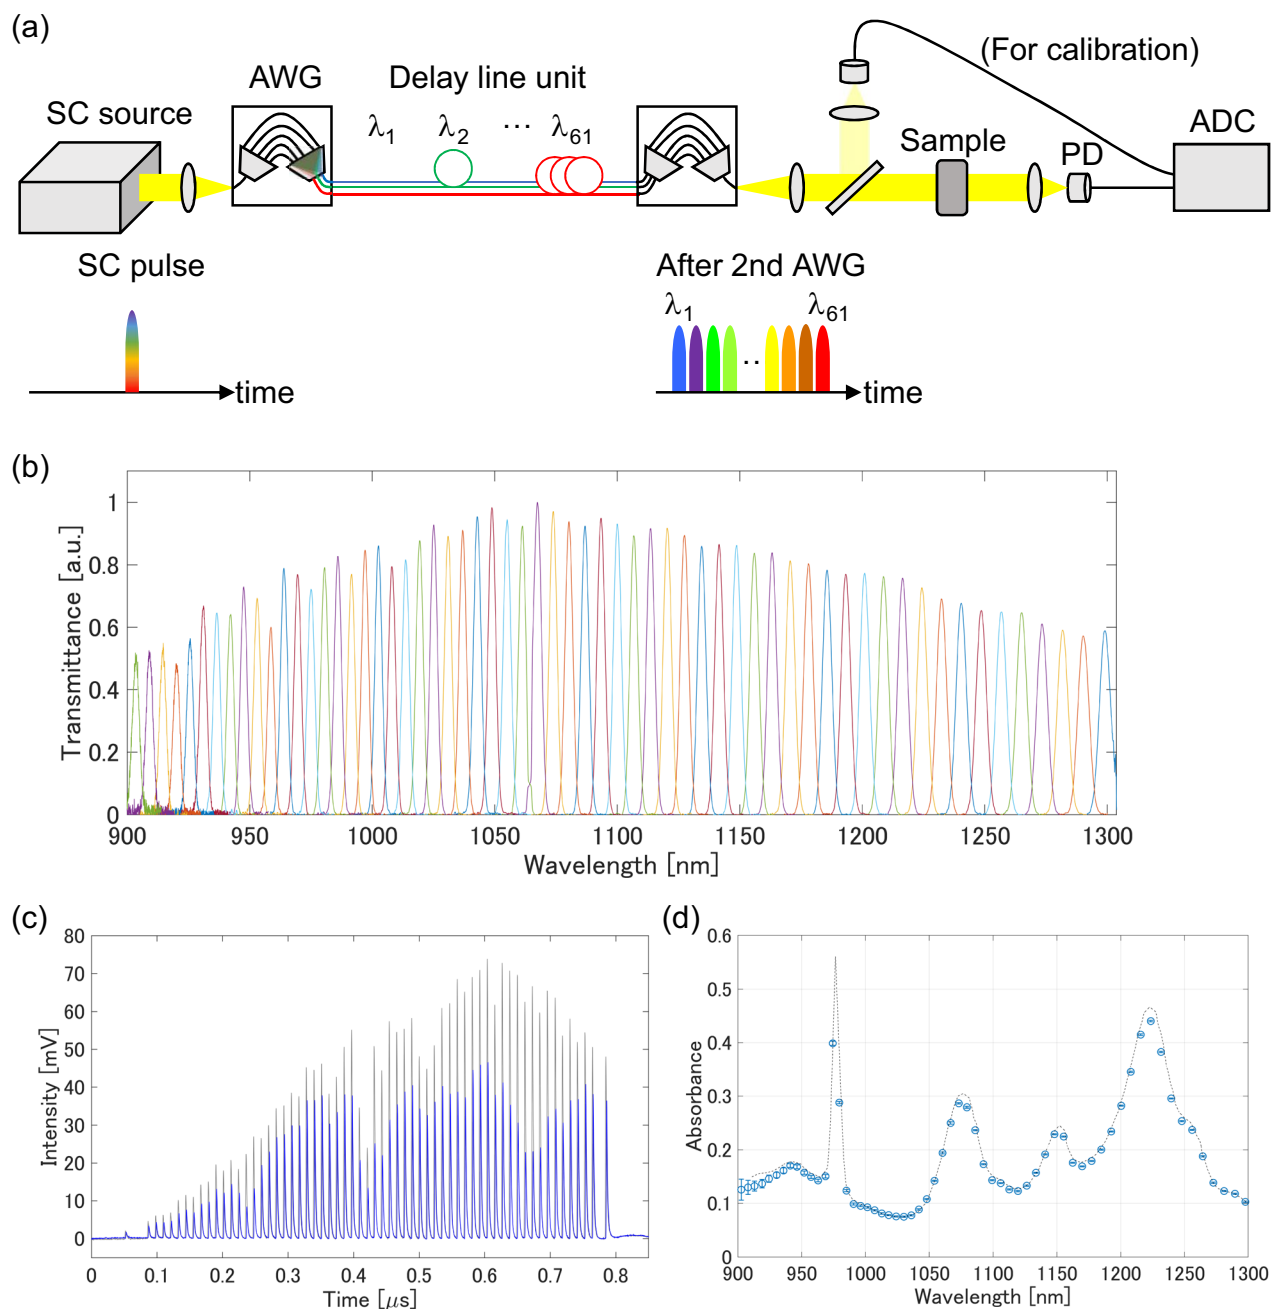 (a)
(For calibration)
AWG
Delay line unit
SC source
λ1
λ2
...
λ61
Sample
PD
ADC
SC pulse
After 2nd AWG
λ1
λ61
..
time
time
(b)
Transmittance [a.u.]
1
0.8
0.6
0.4
0.2
0
900
950
1000
1050
1100
1150
1200
1250
1300
Wavelength [nm]
(c)
Intensity [mV]
80
70
60
50
40
30
20
10
0
0
0.1
0.2
0.3
0.4
0.5
0.6
0.7
0.8
Time [μs]
(d)
Absorbance
0.6
0.5
0.4
0.3
0.2
0.1
0
900
950
1000
1050
1100
1150
1200
1250
1300
Wavelength [nm]